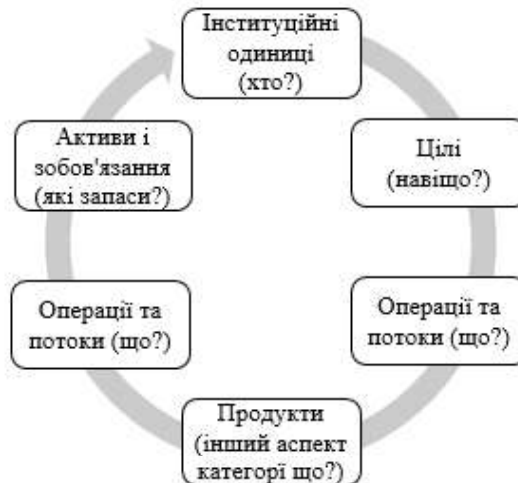 Інституційні
одиниці
(хто?)
Цілі
(навіщо?)
Операції та
потоки (що?)
Продукти
(інший аспект
категорї що?)
Операції та
потоки (що?)
Активи і
зобов'язання
(які запаси?)